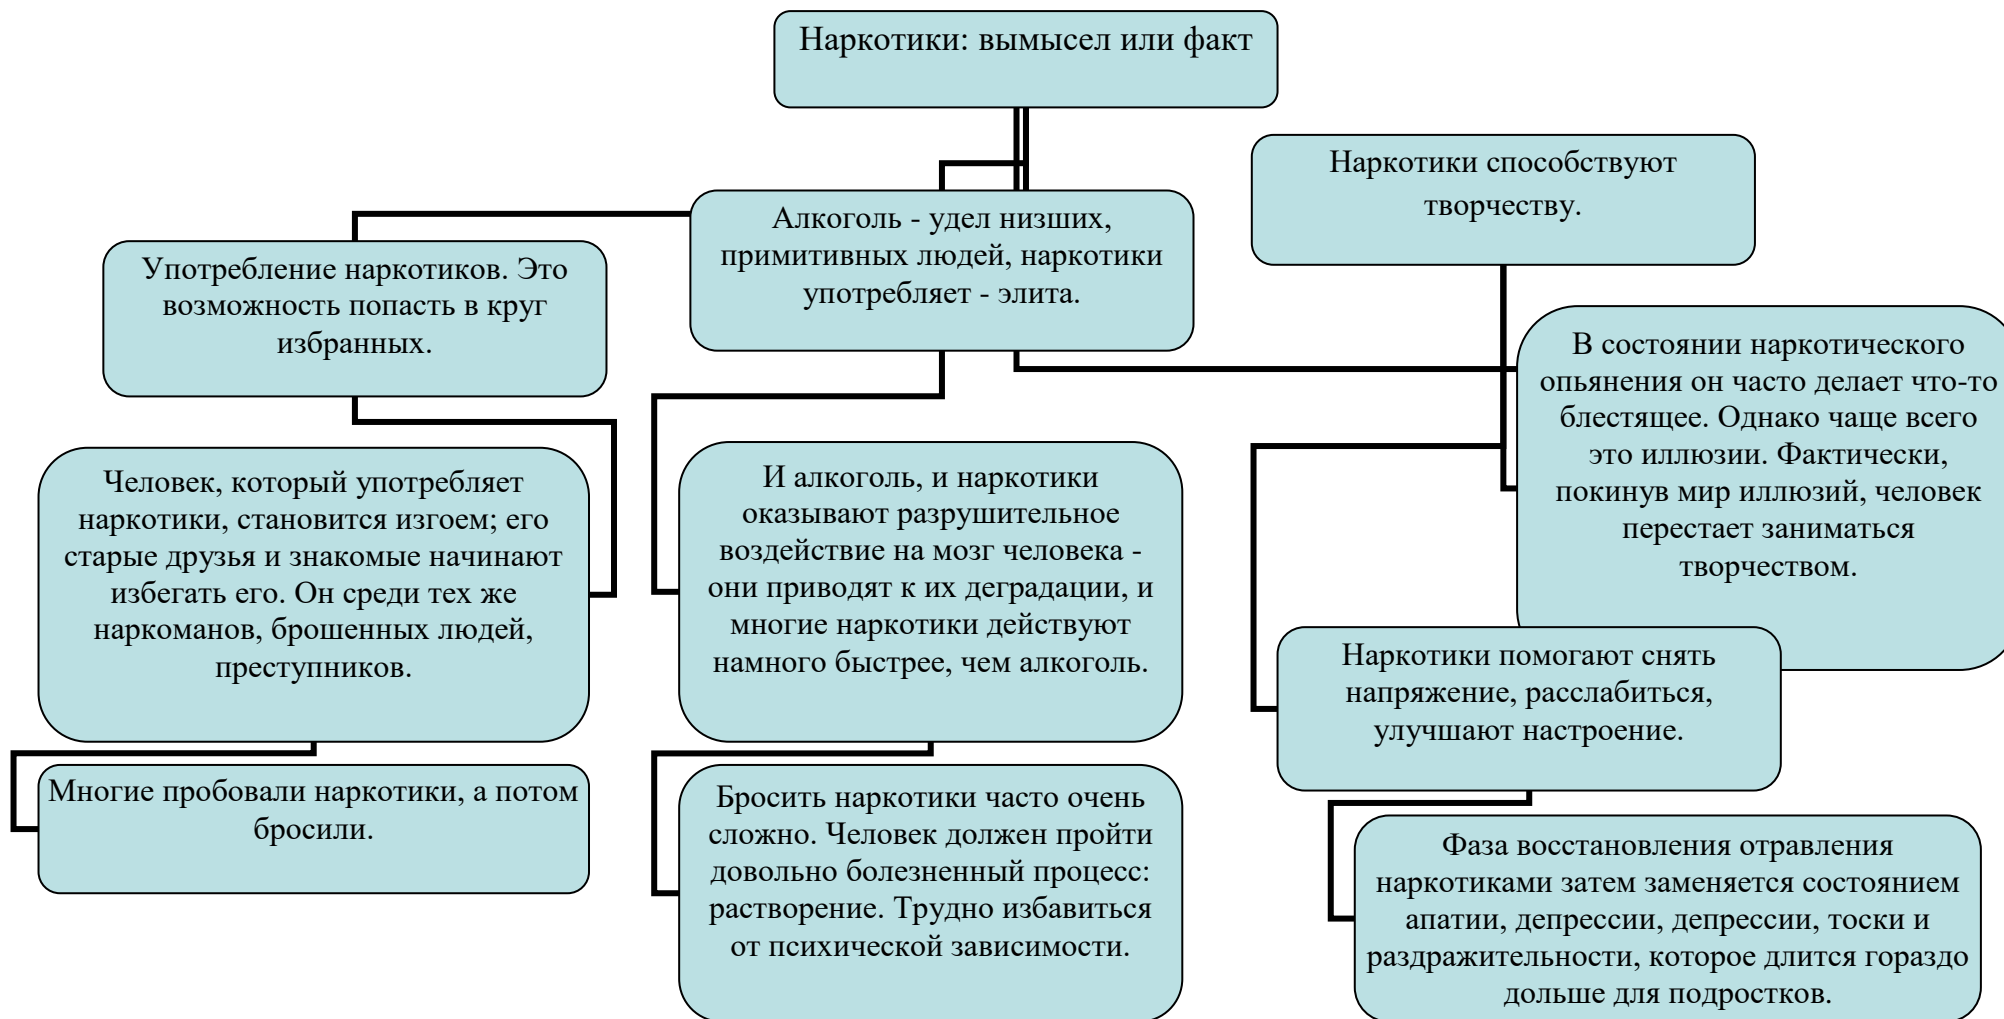 Наркотики: вымысел или факт
Наркотики способствуют
творчеству.
Алкоголь - удел низших,
примитивных людей, наркотики
употребляет - элита.
Употребление наркотиков. Это
возможность попасть в круг
избранных.
В состоянии наркотического
опьянения он часто делает что-то
блестящее. Однако чаще всего
это иллюзии. Фактически,
покинув мир иллюзий, человек
перестает заниматься
творчеством.
Человек, который употребляет
наркотики, становится изгоем; его
старые друзья и знакомые начинают
избегать его. Он среди тех же
наркоманов, брошенных людей,
преступников.
И алкоголь, и наркотики
оказывают разрушительное
воздействие на мозг человека -
они приводят к их деградации, и
многие наркотики действуют
намного быстрее, чем алкоголь.
Наркотики помогают снять
напряжение, расслабиться,
улучшают настроение.
Многие пробовали наркотики, а потом
бросили.
Бросить наркотики часто очень
сложно. Человек должен пройти
довольно болезненный процесс:
растворение. Трудно избавиться
от психической зависимости.
Фаза восстановления отравления
наркотиками затем заменяется состоянием
апатии, депрессии, депрессии, тоски и
раздражительности, которое длится гораздо
дольше для подростков.